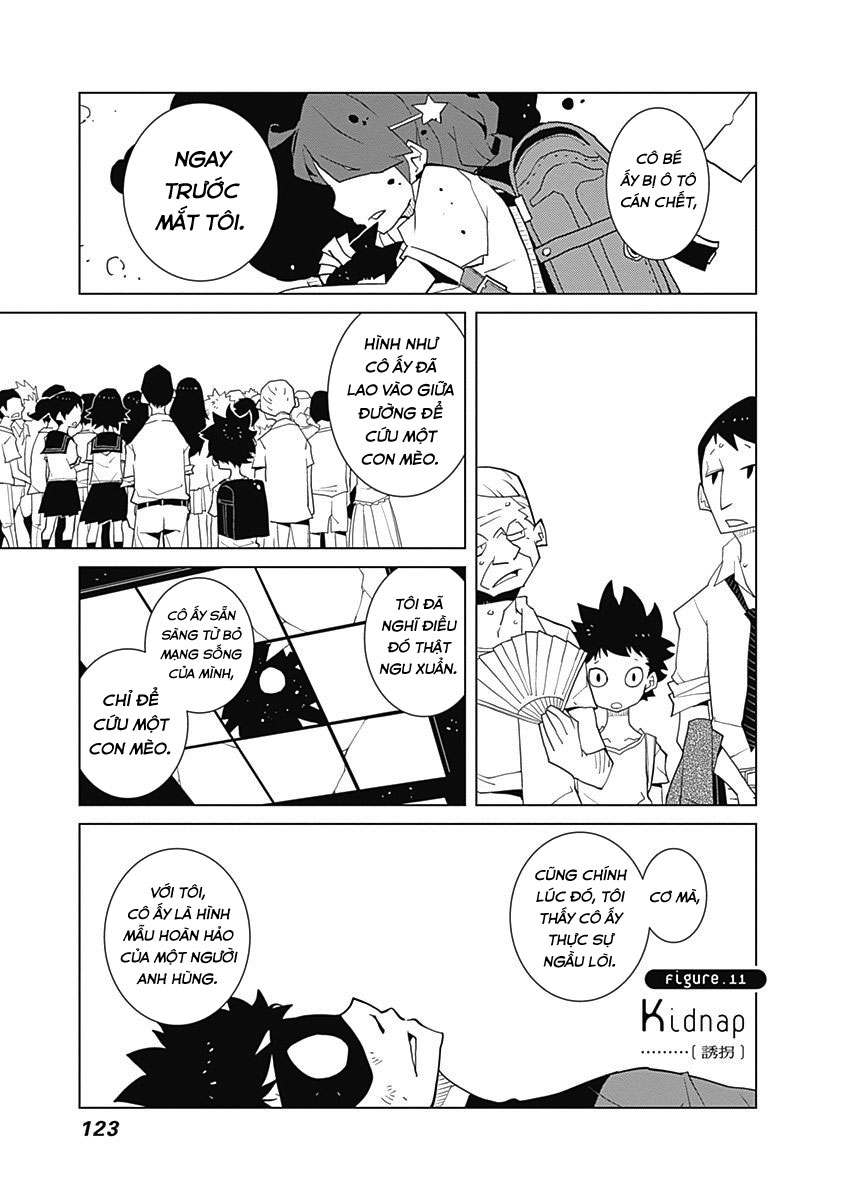 CÔ BÉ
ẤY BỊ Ô TÔ
CÁN CHẾT,
NGAY
TRƯỚC
MẮT TÔI.
HÌNH NHƯ
CÔ ẤY ĐÃ
LAO VÀO GIỮA
ĐƯỜNG ĐỂ
CỨU MỘT
CON MÈO.
TÔI ĐÃ
NGHĨ ĐIỀU
ĐÓ THẬT
NGU XUẨN.
CÔ ẤY SẴN
SÀNG TỪ BỎ
MẠNG SỐNG
CỦA MÌNH,
CHỈ ĐỂ
CỨU MỘT
CON MÈO.
CƠ MÀ,
CŨNG CHÍNH
LÚC ĐÓ, TÔI
THẤY CÔ ẤY
THỰC SỰ
NGẦU LÒI.
VỚI TÔI,
CÔ ẤY LÀ HÌNH
MẪU HOÀN HẢO
CỦA MỘT NGƯỜI
ANH HÙNG.
Figure.11
Kidnap
.........[誘拐]
123